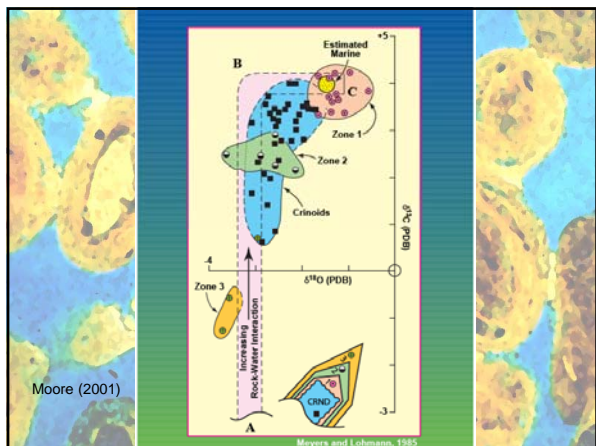 +5
Estimated
Marine
B
C
Zone 1
Zone 2
Crinoids
δ¹³C (PDB)
-4
δ¹⁸O (PDB)
Zone 3
Increasing
Rock-Water Interaction
CRND
Moore (2001)
A
-3
Meyers and Lohmann, 1985